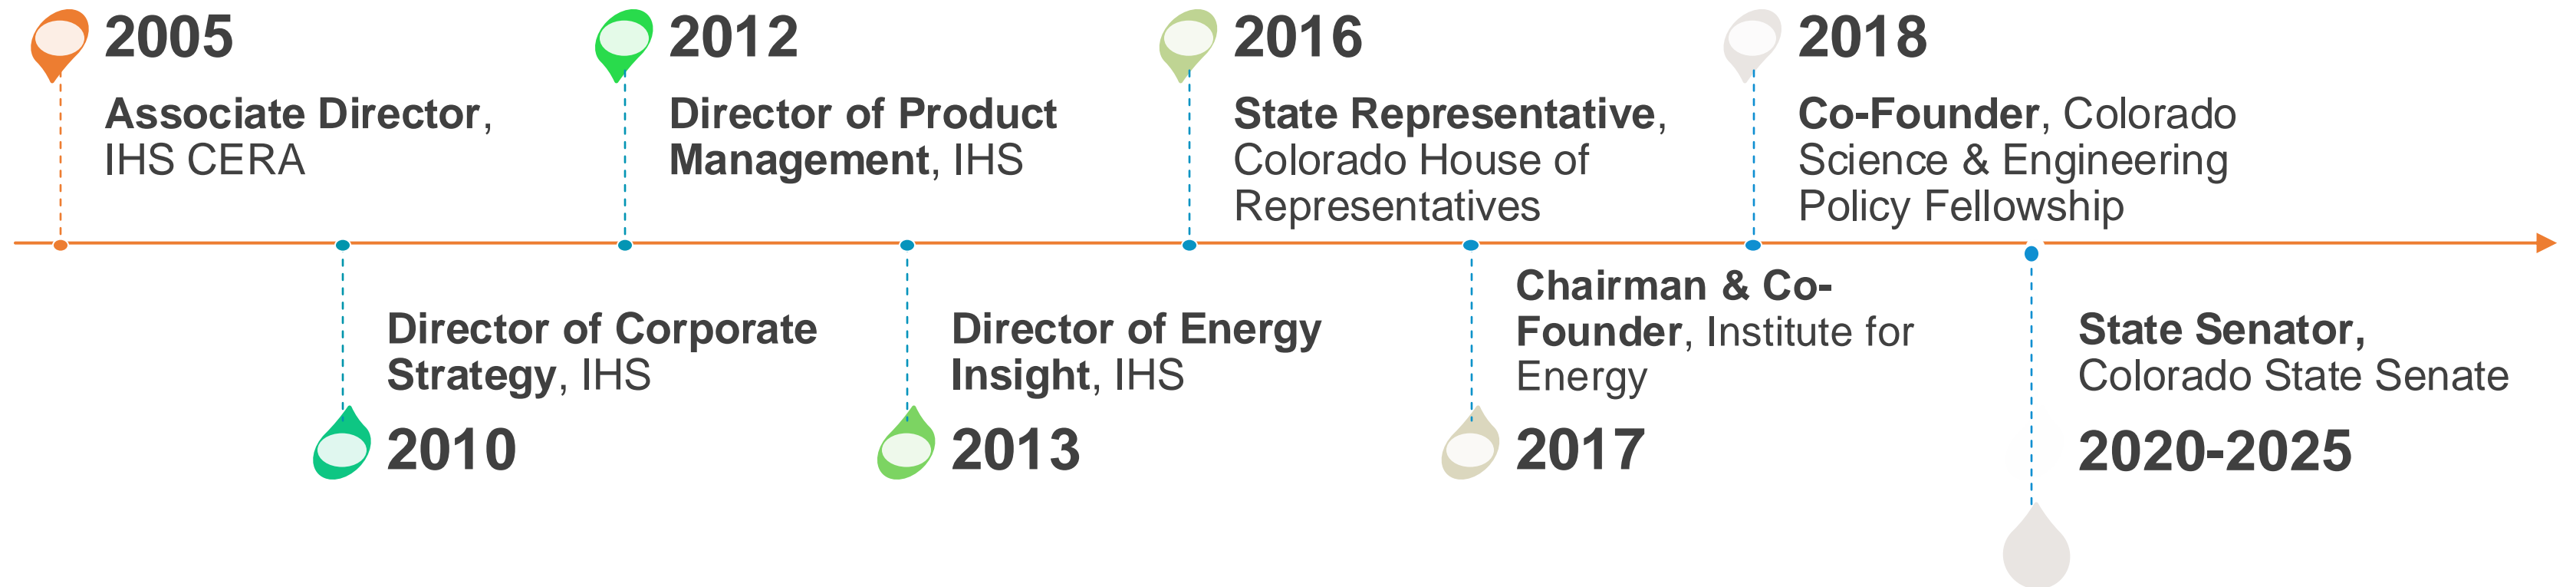 2005
Associate Director,
IHS CERA
Director of Corporate
Strategy, IHS
2010
2012
Director of Product
Management, IHS
Director of Energy
Insight, IHS
2013
2016
State Representative,
Colorado House of
Representatives
Chairman & Co-
Founder, Institute for
Energy
2017
2018
Co-Founder, Colorado
Science & Engineering
Policy Fellowship
State Senator,
Colorado State Senate
2020-2025